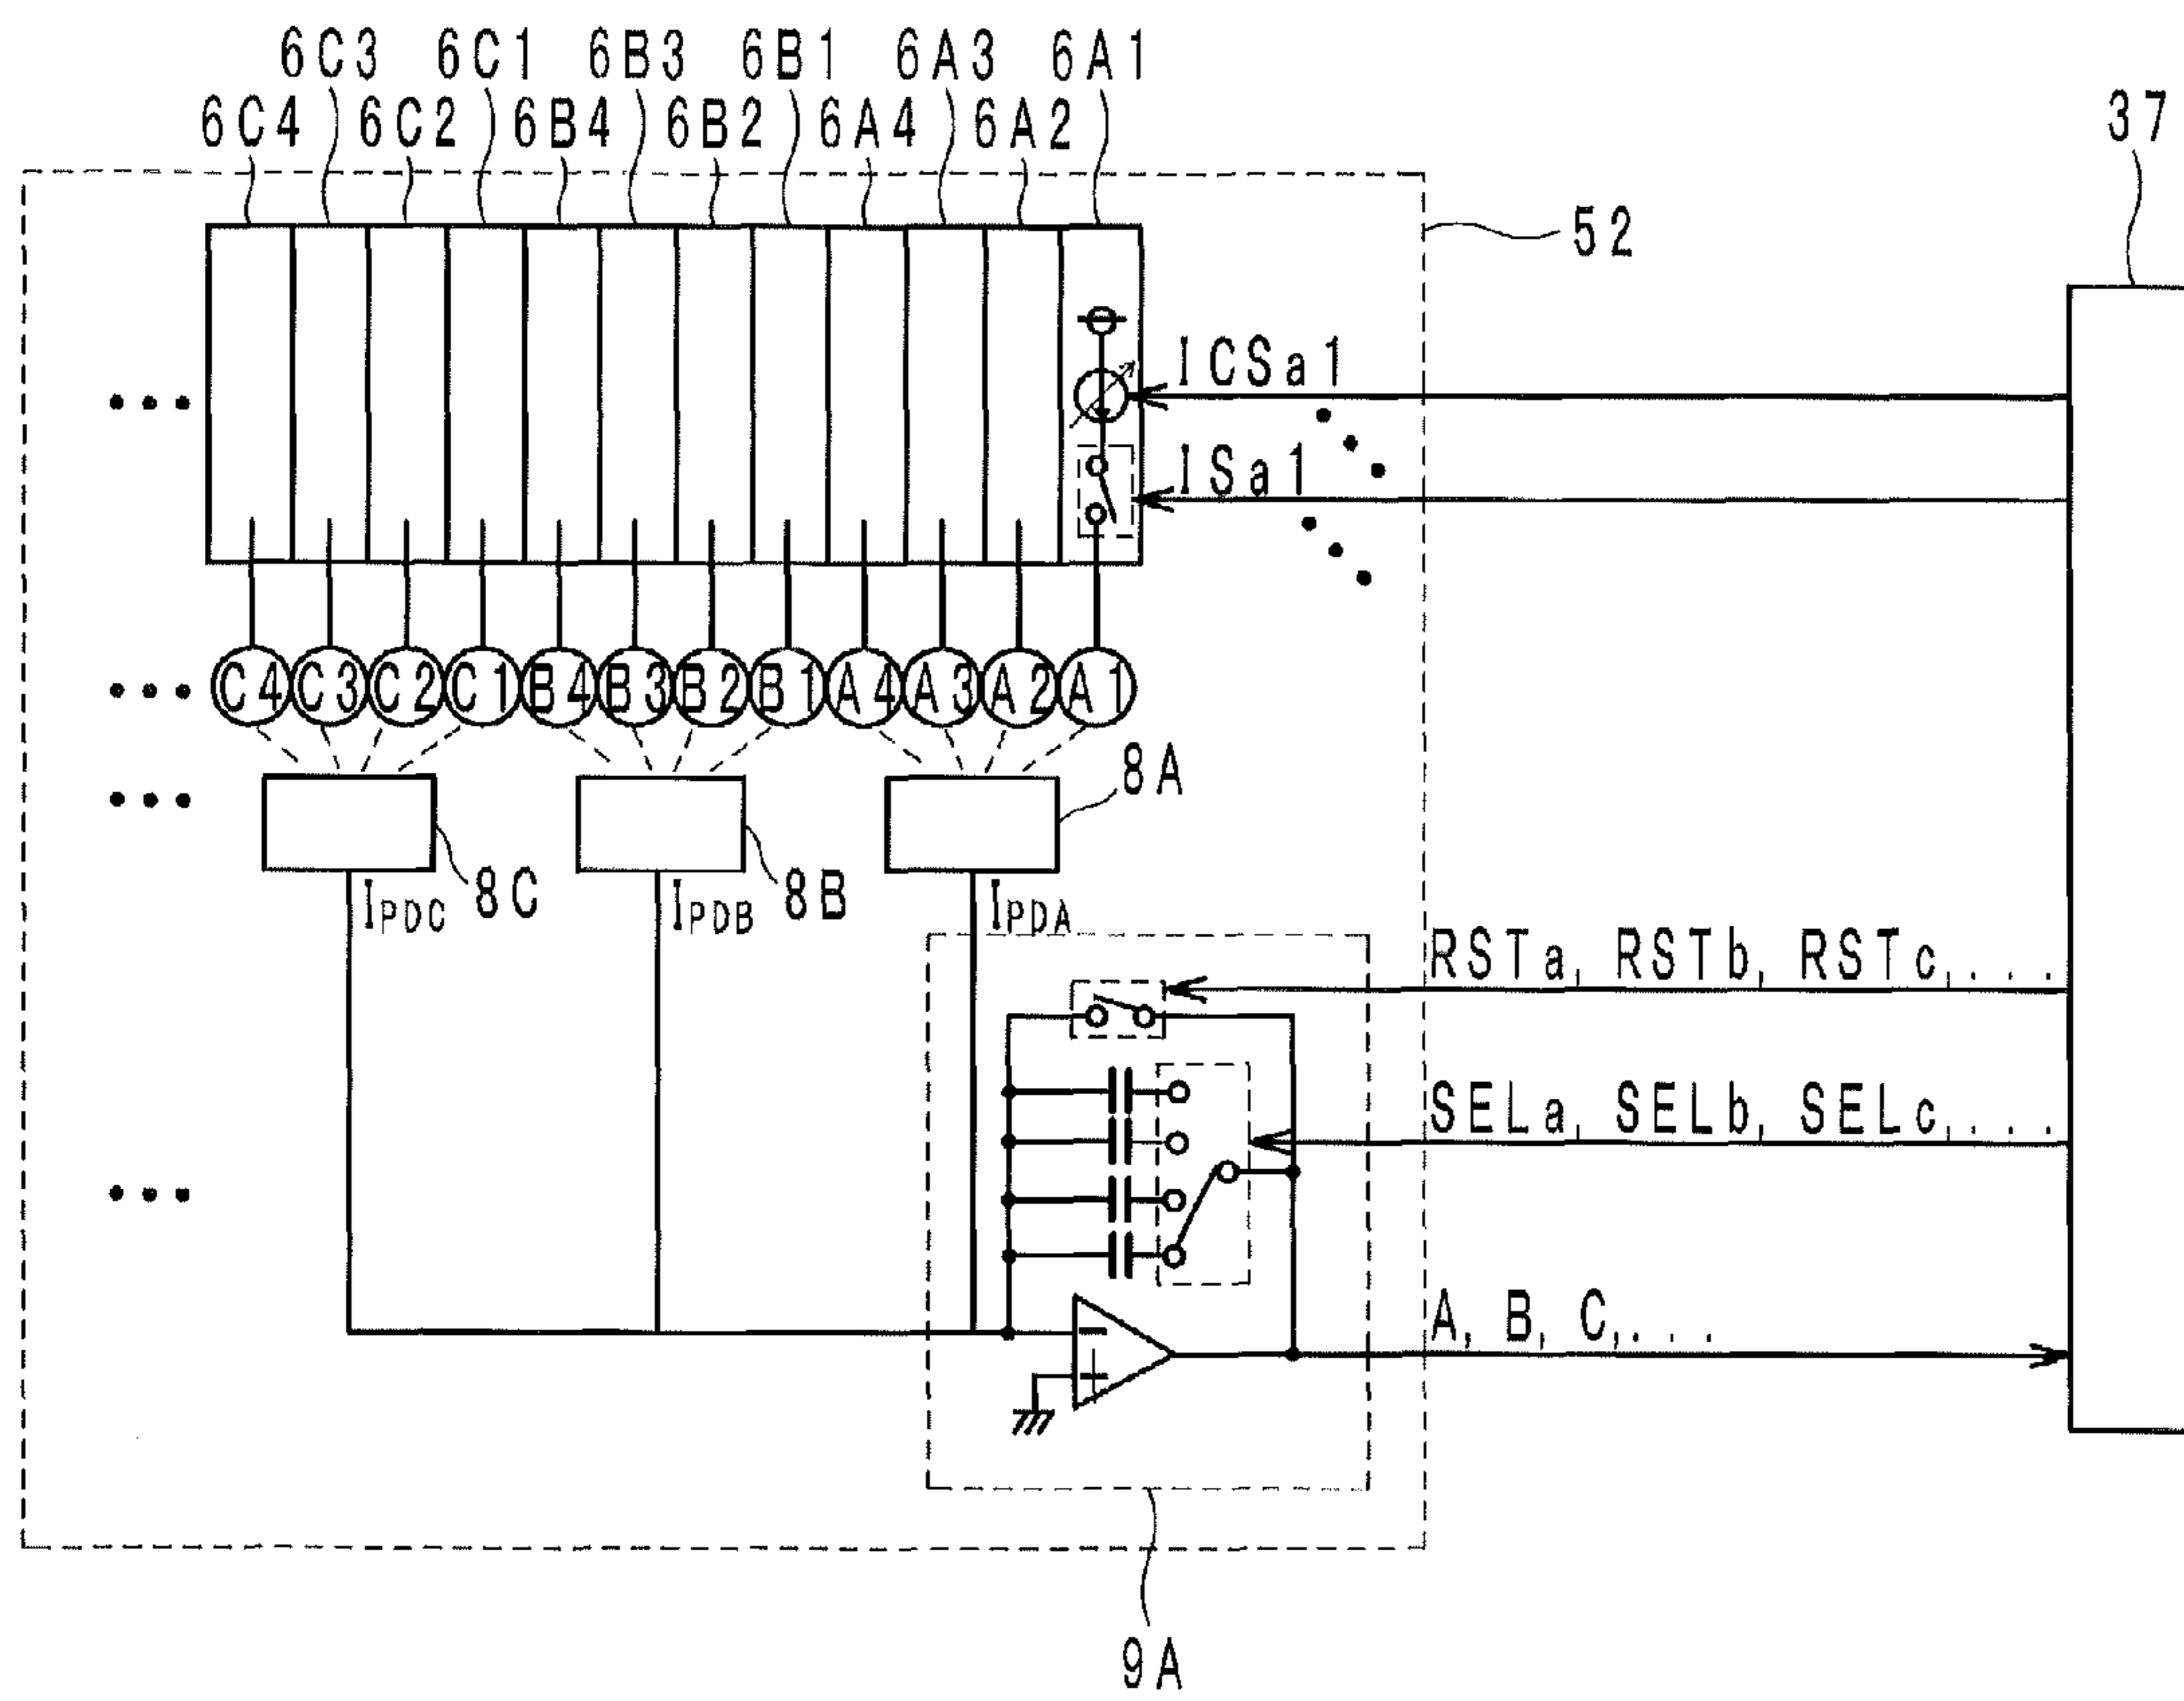 6C3 6C1 6B3 6B1 6A3 6A1
6C4 6C2 6B4 6B2 6A4 6A2
37
52
ICSa1
ISa1
C4 C3 C2 C1 B4 B3 B2 B1 A4 A3 A2 A1
8A
8C 8B
IPDC IPDB IPDA
RSTa, RSTb, RSTc, . . .
SELa, SELb, SELc, . . .
A, B, C, . . .
9A